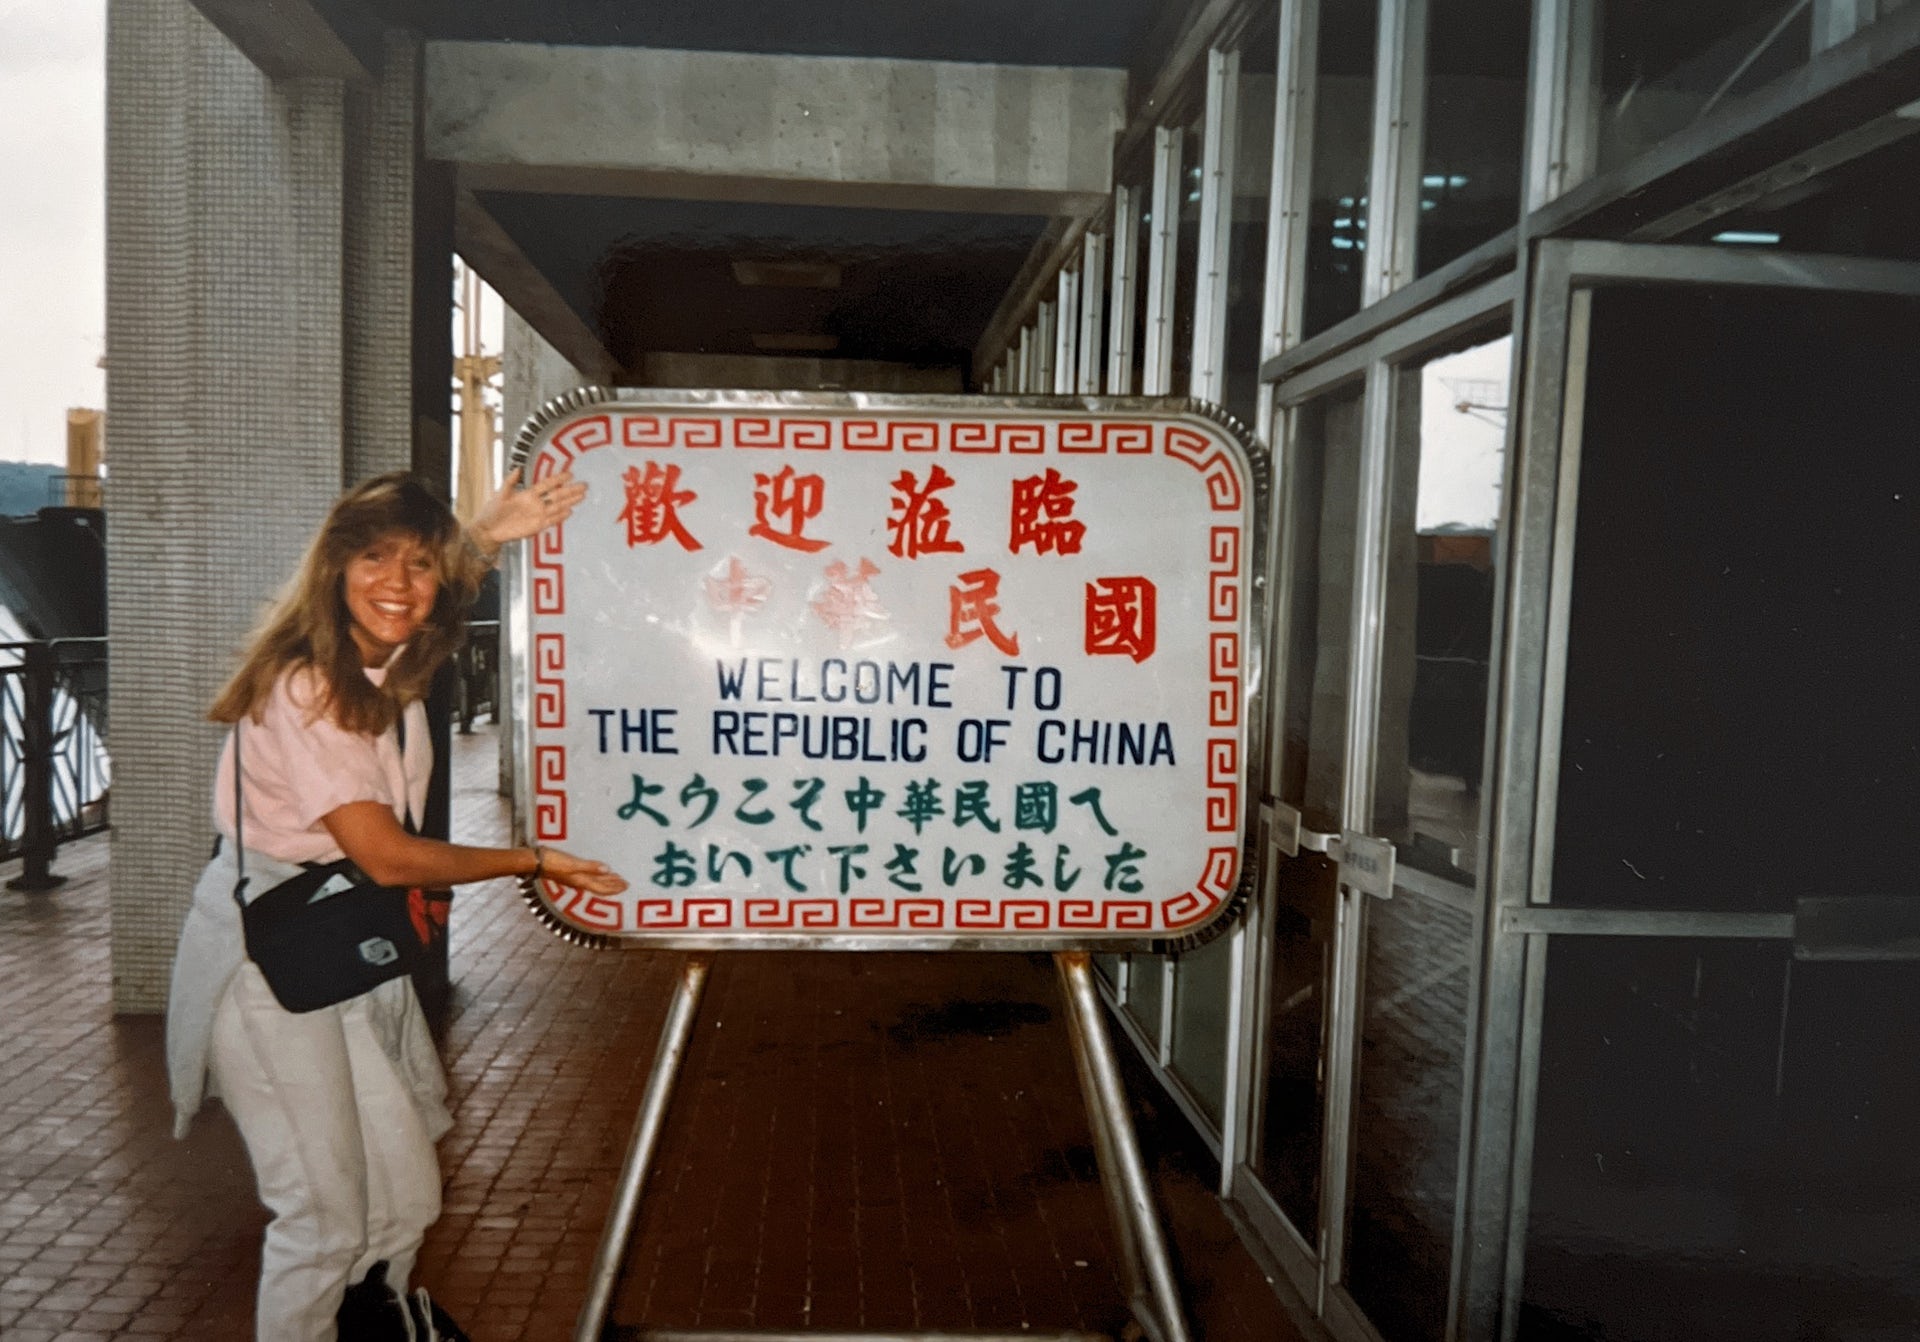 歡迎蒞臨
中華民國
WELCOME TO
THE REPUBLIC OF CHINA
ようこそ中華民國へ
おいで下さいました